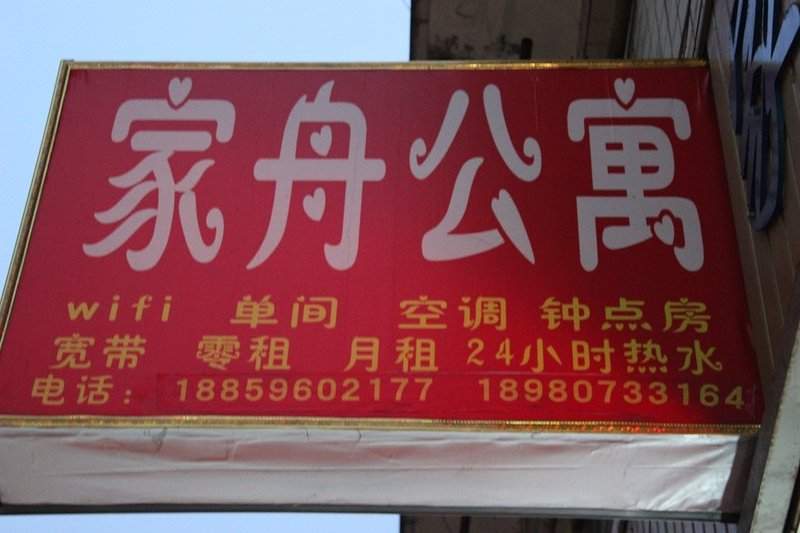 家舟公寓
wifi 单间 空调 钟点房
宽带 零租 月租 24小时热水
电话: 18859602177 18980733164